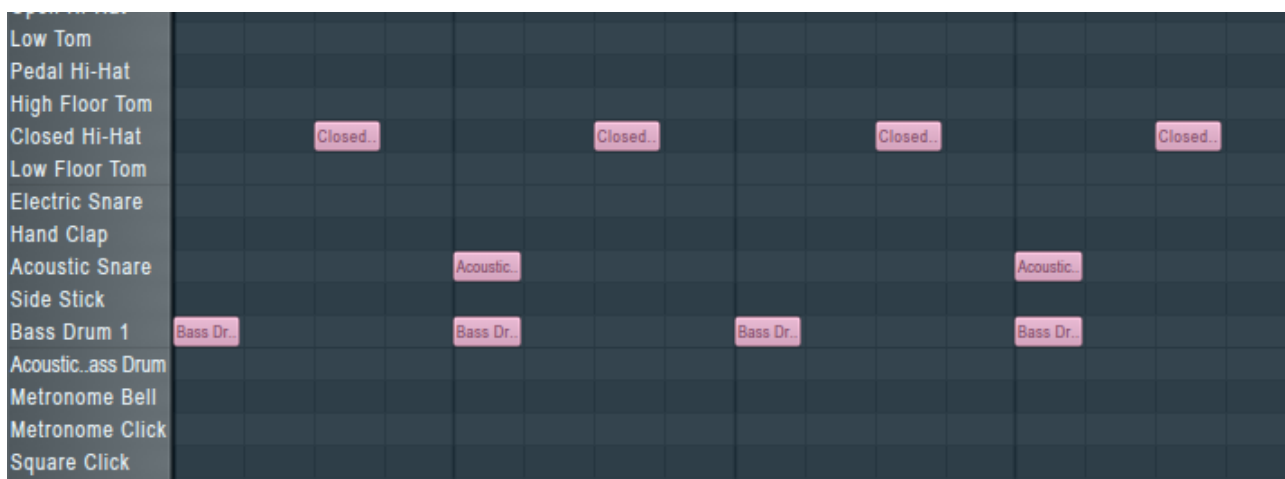 Low Tom
Pedal Hi-Hat
High Floor Tom
Closed Hi-Hat Closed.. Closed.. Closed.. Closed..
Low Floor Tom
Electric Snare
Hand Clap
Acoustic Snare Acoustic.. Acoustic..
Side Stick
Bass Drum 1 Bass Dr.. Bass Dr.. Bass Dr.. Bass Dr..
Acoustic..ass Drum
Metronome Bell
Metronome Click
Square Click